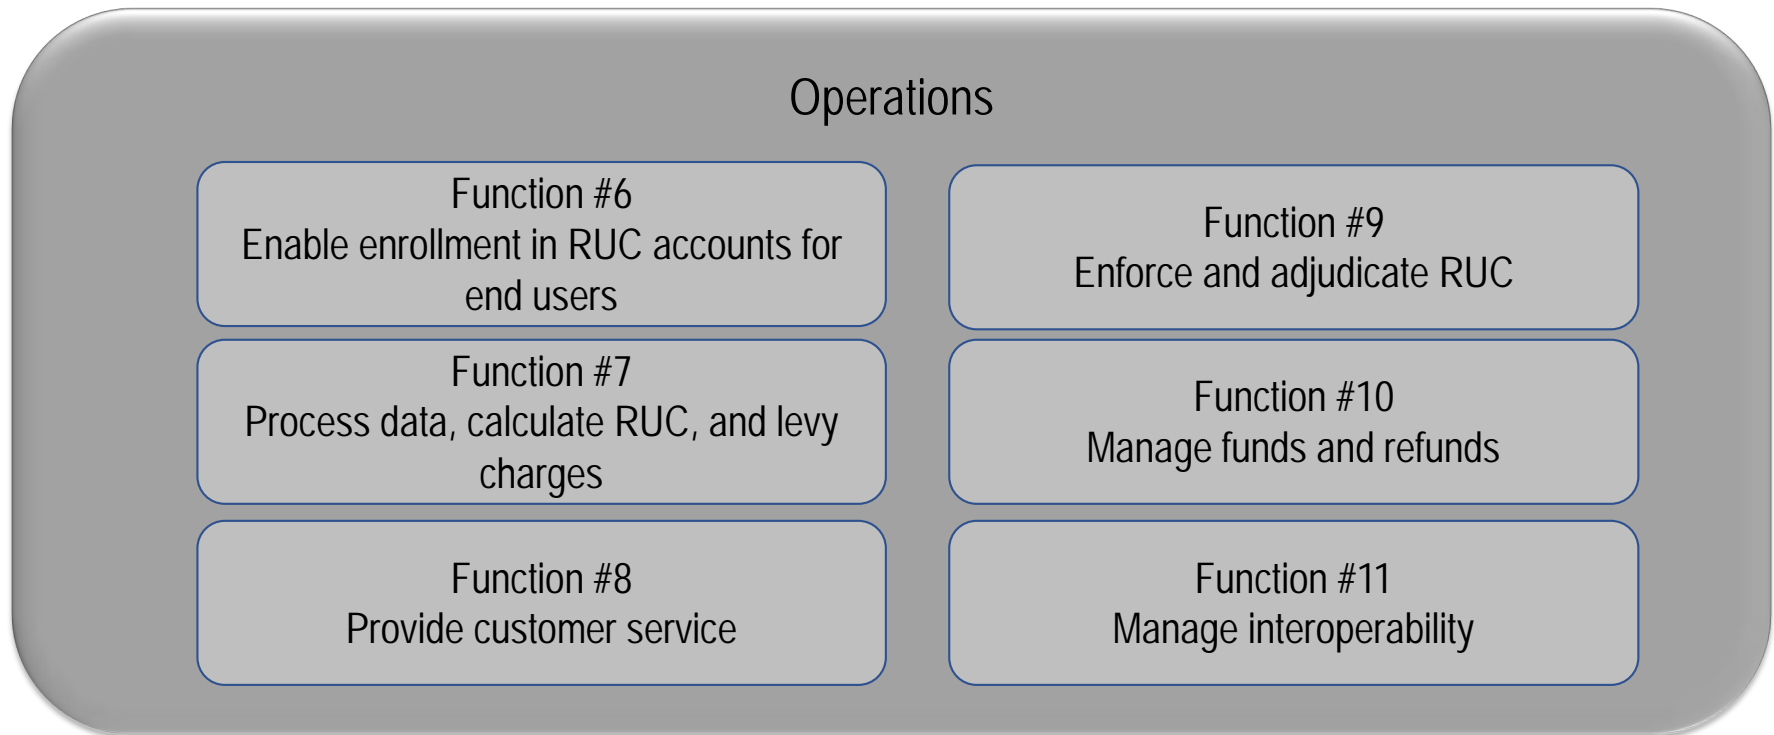 Operations
Function #6
Enable enrollment in RUC accounts for
end users
Function #7
Process data, calculate RUC, and levy
charges
Function #8
Provide customer service
Function #9
Enforce and adjudicate RUC
Function #10
Manage funds and refunds
Function #11
Manage interoperability